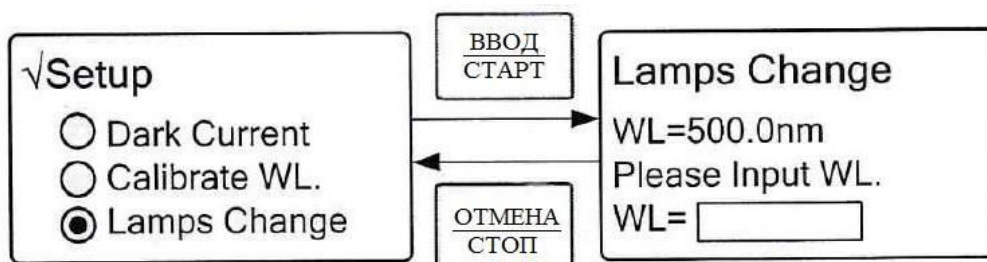 √Setup
Dark Current
Calibrate WL.
Lamps Change
ВВОД
СТАРТ
ОТМЕНА
СТОП
Lamps Change
WL=500.0nm
Please Input WL.
WL=